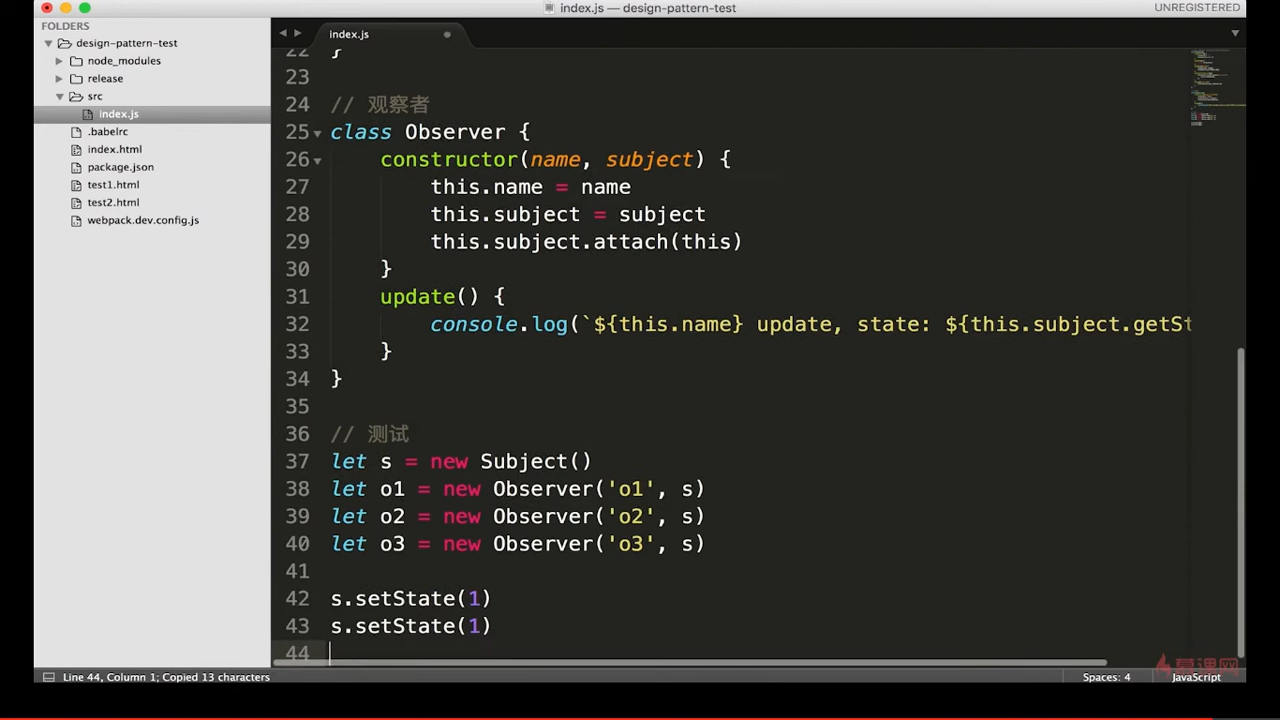 index.js — design-pattern-test
UNREGISTERED
FOLDERS
design-pattern-test
node_modules
release
src
index.js
.babelrc
index.html
package.json
test1.html
test2.html
webpack.dev.config.js
index.js
22 }
23
24 // 观察者
25 class Observer {
26 constructor(name, subject) {
27 this.name = name
28 this.subject = subject
29 this.subject.attach(this)
30 }
31 update() {
32 console.log(`${this.name} update, state: ${this.subject.getSt
33 }
34 }
35
36 // 测试
37 let s = new Subject()
38 let o1 = new Observer('o1', s)
39 let o2 = new Observer('o2', s)
40 let o3 = new Observer('o3', s)
41
42 s.setState(1)
43 s.setState(1)
44
慕课网
Line 44, Column 1; Copied 13 characters
Spaces: 4
JavaScript